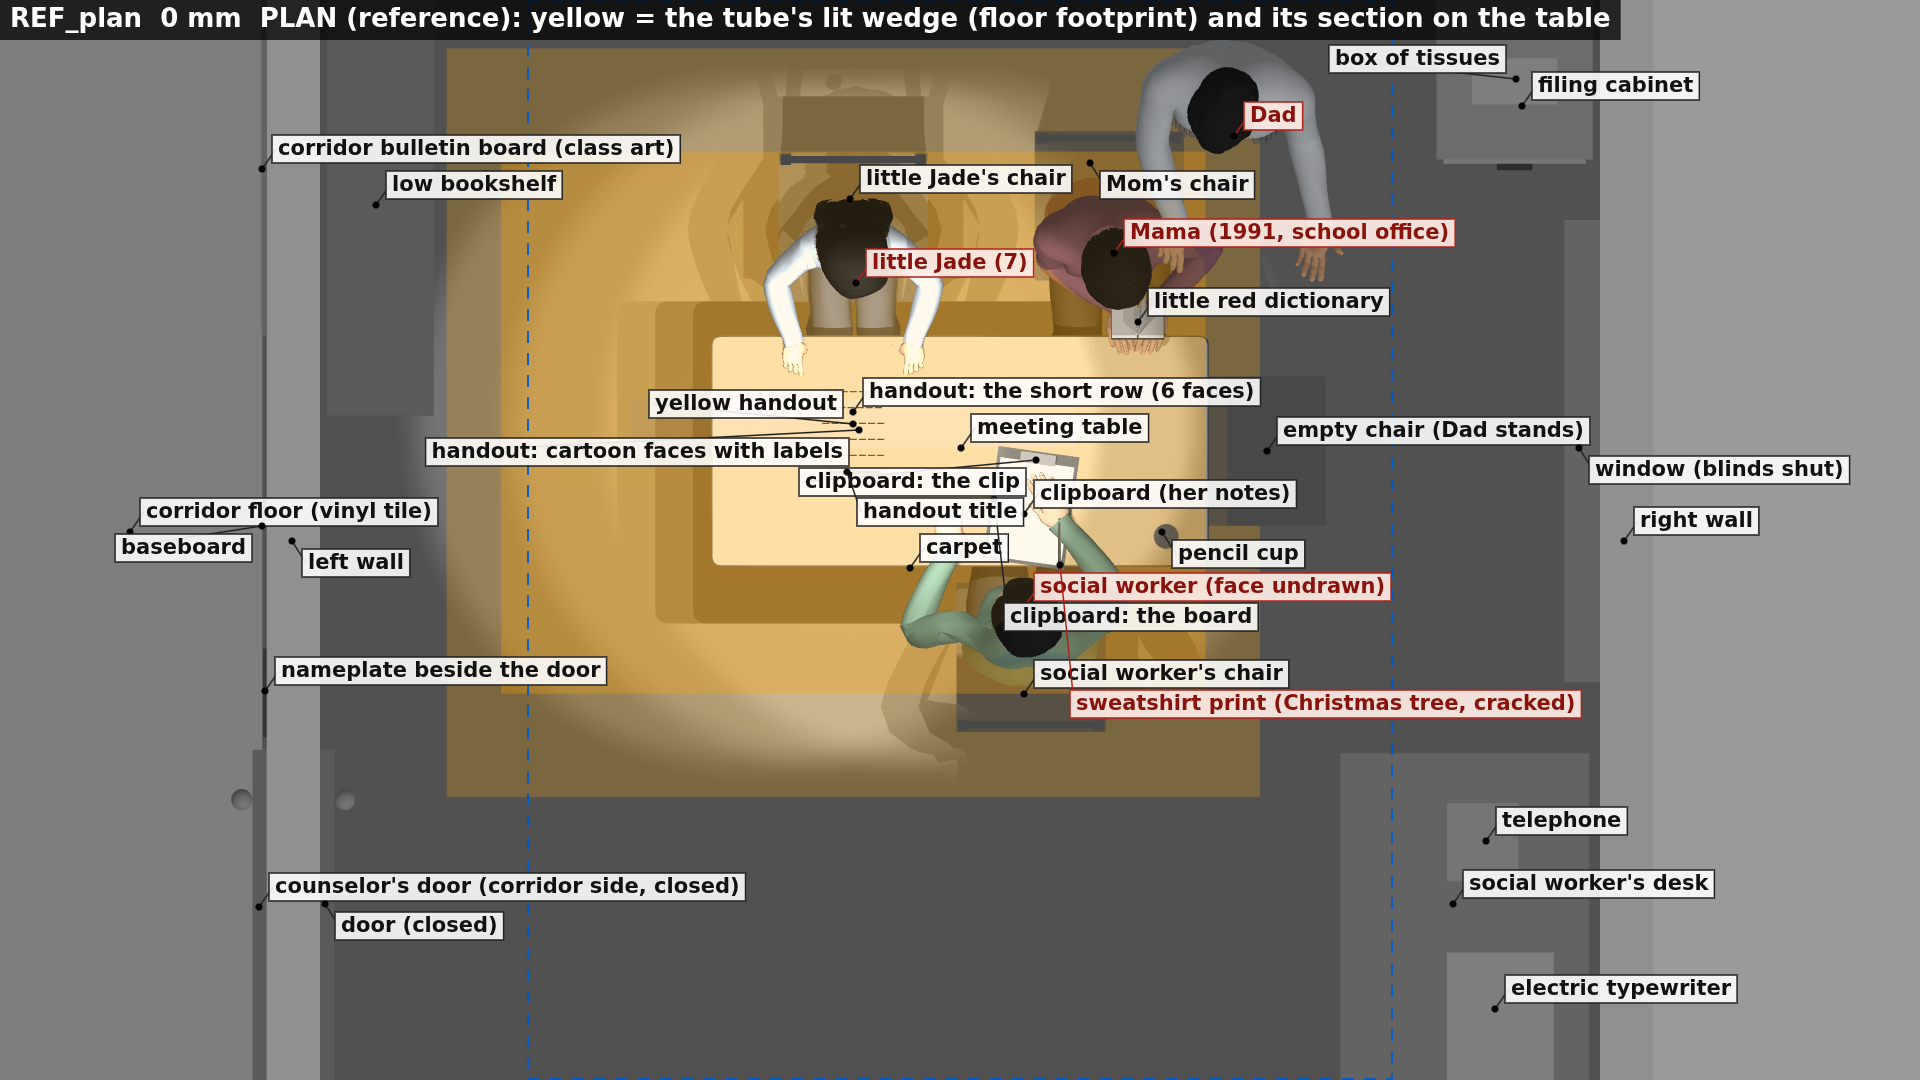 REF_plan 0 mm PLAN (reference): yellow = the tube's lit wedge (floor footprint) and its section on the table
box of tissues
filing cabinet
Dad
corridor bulletin board (class art)
low bookshelf
little Jade's chair
Mom's chair
Mama (1991, school office)
little Jade (7)
little red dictionary
handout: the short row (6 faces)
yellow handout
meeting table
empty chair (Dad stands)
handout: cartoon faces with labels
window (blinds shut)
clipboard: the clip
clipboard (her notes)
corridor floor (vinyl tile)
handout title
right wall
baseboard
left wall
carpet
pencil cup
social worker (face undrawn)
clipboard: the board
nameplate beside the door
social worker's chair
sweatshirt print (Christmas tree, cracked)
telephone
counselor's door (corridor side, closed)
social worker's desk
door (closed)
electric typewriter